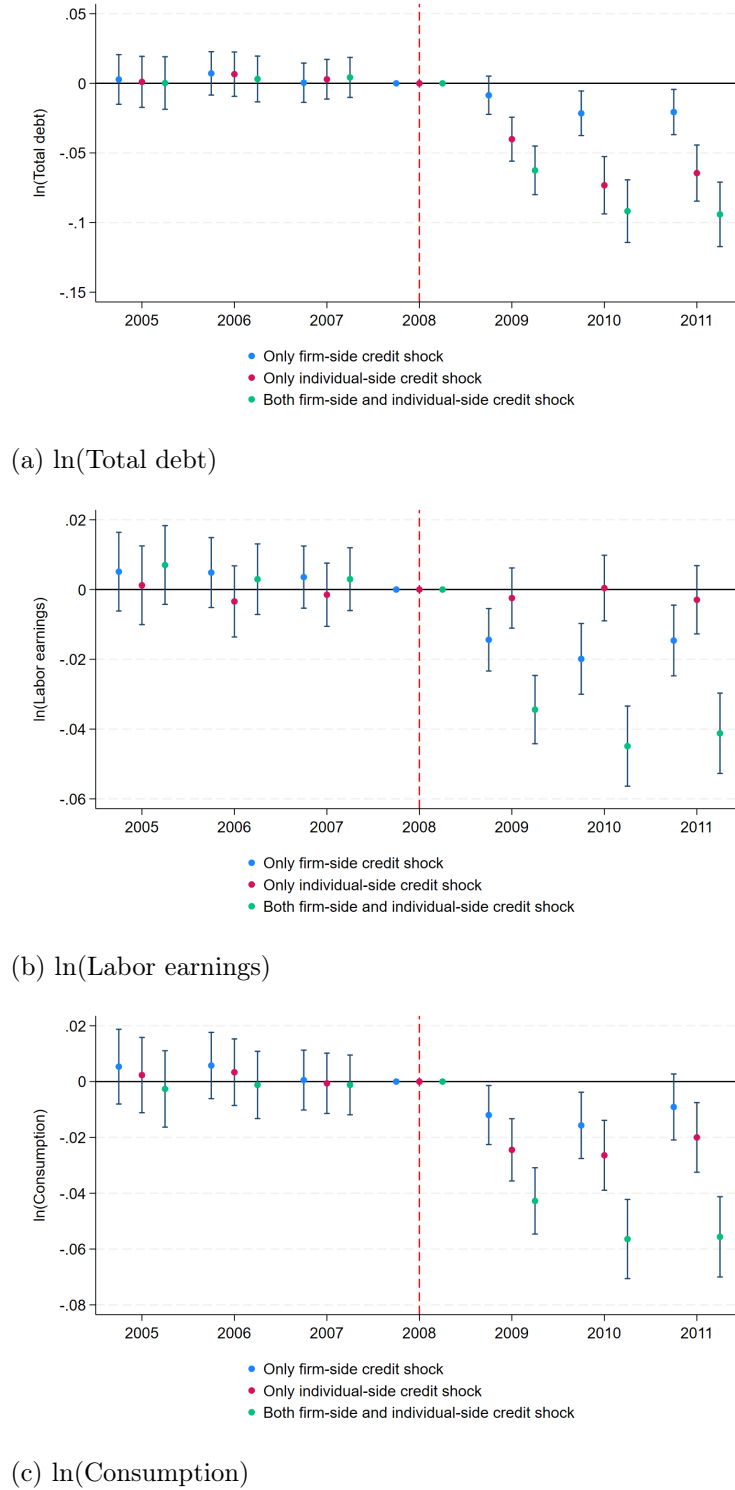 .05
0
-.05
-.1
-.15
ln(Total debt)
2005 2006 2007 2008 2009 2010 2011
Only firm-side credit shock
Only individual-side credit shock
Both firm-side and individual-side credit shock
(a) ln(Total debt)
.02
0
-.02
-.04
-.06
ln(Labor earnings)
2005 2006 2007 2008 2009 2010 2011
Only firm-side credit shock
Only individual-side credit shock
Both firm-side and individual-side credit shock
(b) ln(Labor earnings)
.02
0
-.02
-.04
-.06
-.08
ln(Consumption)
2005 2006 2007 2008 2009 2010 2011
Only firm-side credit shock
Only individual-side credit shock
Both firm-side and individual-side credit shock
(c) ln(Consumption)